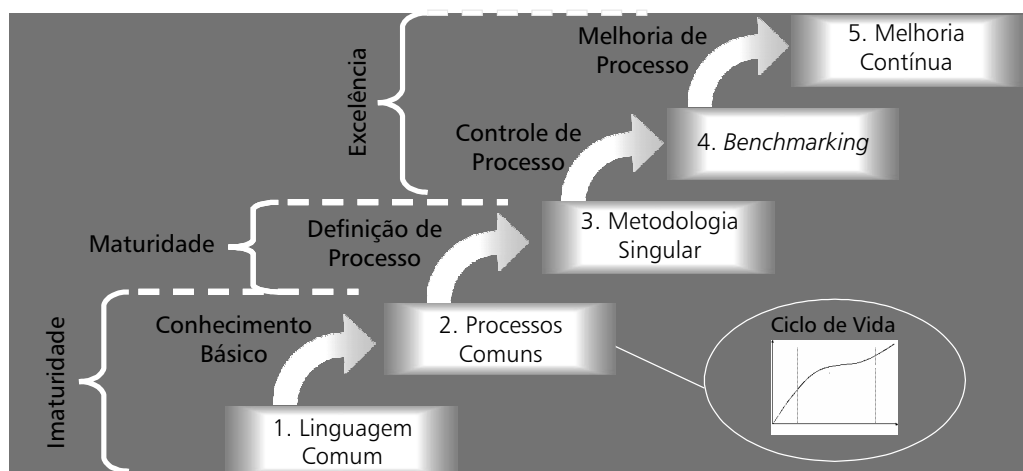 Melhoria de
Processo
5. Melhoria
Contínua
Excelência
Controle de
Processo
4. Benchmarking
Maturidade
Definição de
Processo
3. Metodologia
Singular
Imaturidade
Conhecimento
Básico
2. Processos
Comuns
Ciclo de Vida
1. Linguagem
Comum